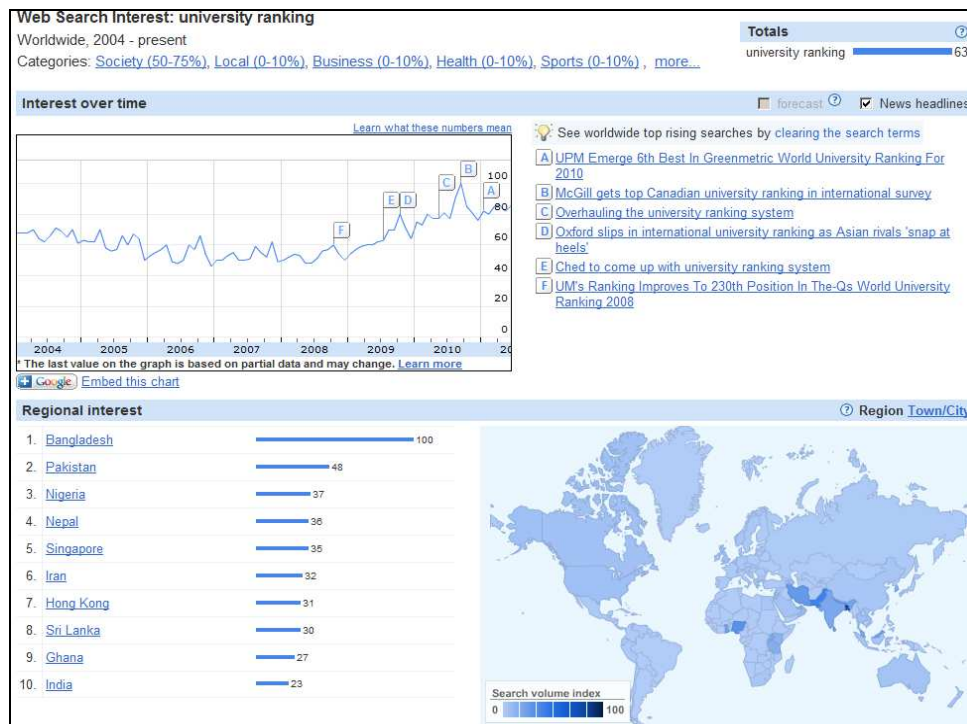 Web Search Interest: university ranking
Worldwide, 2004 - present
Categories: Society (50-75%), Local (0-10%), Business (0-10%), Health (0-10%), Sports (0-10%) , more...
Totals ?
university ranking 63
Interest over time
forecast ? News headlines
Learn what these numbers mean
100
80
60
40
20
0
A
B
C
D
E
F
2004 2005 2006 2007 2008 2009 2010 20
* The last value on the graph is based on partial data and may change. Learn more
See worldwide top rising searches by clearing the search terms
A UPM Emerge 6th Best In Greenmetric World University Ranking For
2010
B McGill gets top Canadian university ranking in international survey
C Overhauling the university ranking system
D Oxford slips in international university ranking as Asian rivals 'snap at
heels'
E Ched to come up with university ranking system
F UM's Ranking Improves To 230th Position In The-Qs World University
Ranking 2008
+ Google Embed this chart
Regional interest
? Region Town/City
1. Bangladesh 100
2. Pakistan 48
3. Nigeria 37
4. Nepal 36
5. Singapore 35
6. Iran 32
7. Hong Kong 31
8. Sri Lanka 30
9. Ghana 27
10. India 23
Search volume index
0 100